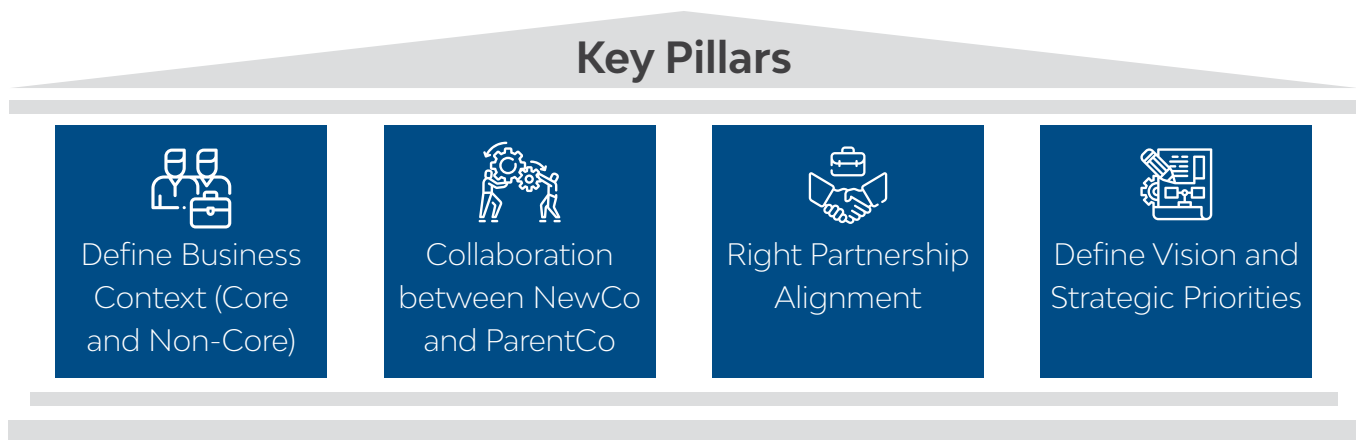 Key Pillars
Define Business
Context (Core
and Non-Core)
Collaboration
between NewCo
and ParentCo
Right Partnership
Alignment
Define Vision and
Strategic Priorities